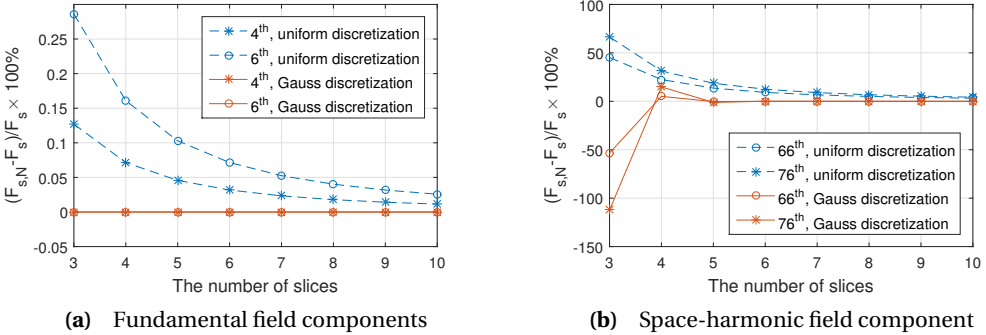 (F_s,N-F_s)/F_s × 100%
0.25
0.2
0.15
0.1
0.05
0
-0.05
4th, uniform discretization
6th, uniform discretization
4th, Gauss discretization
6th, Gauss discretization
3 4 5 6 7 8 9 10
The number of slices
(a) Fundamental field components
(F_s,N-F_s)/F_s × 100%
100
50
0
-50
-100
-150
66th, uniform discretization
76th, uniform discretization
66th, Gauss discretization
76th, Gauss discretization
3 4 5 6 7 8 9 10
The number of slices
(b) Space-harmonic field component